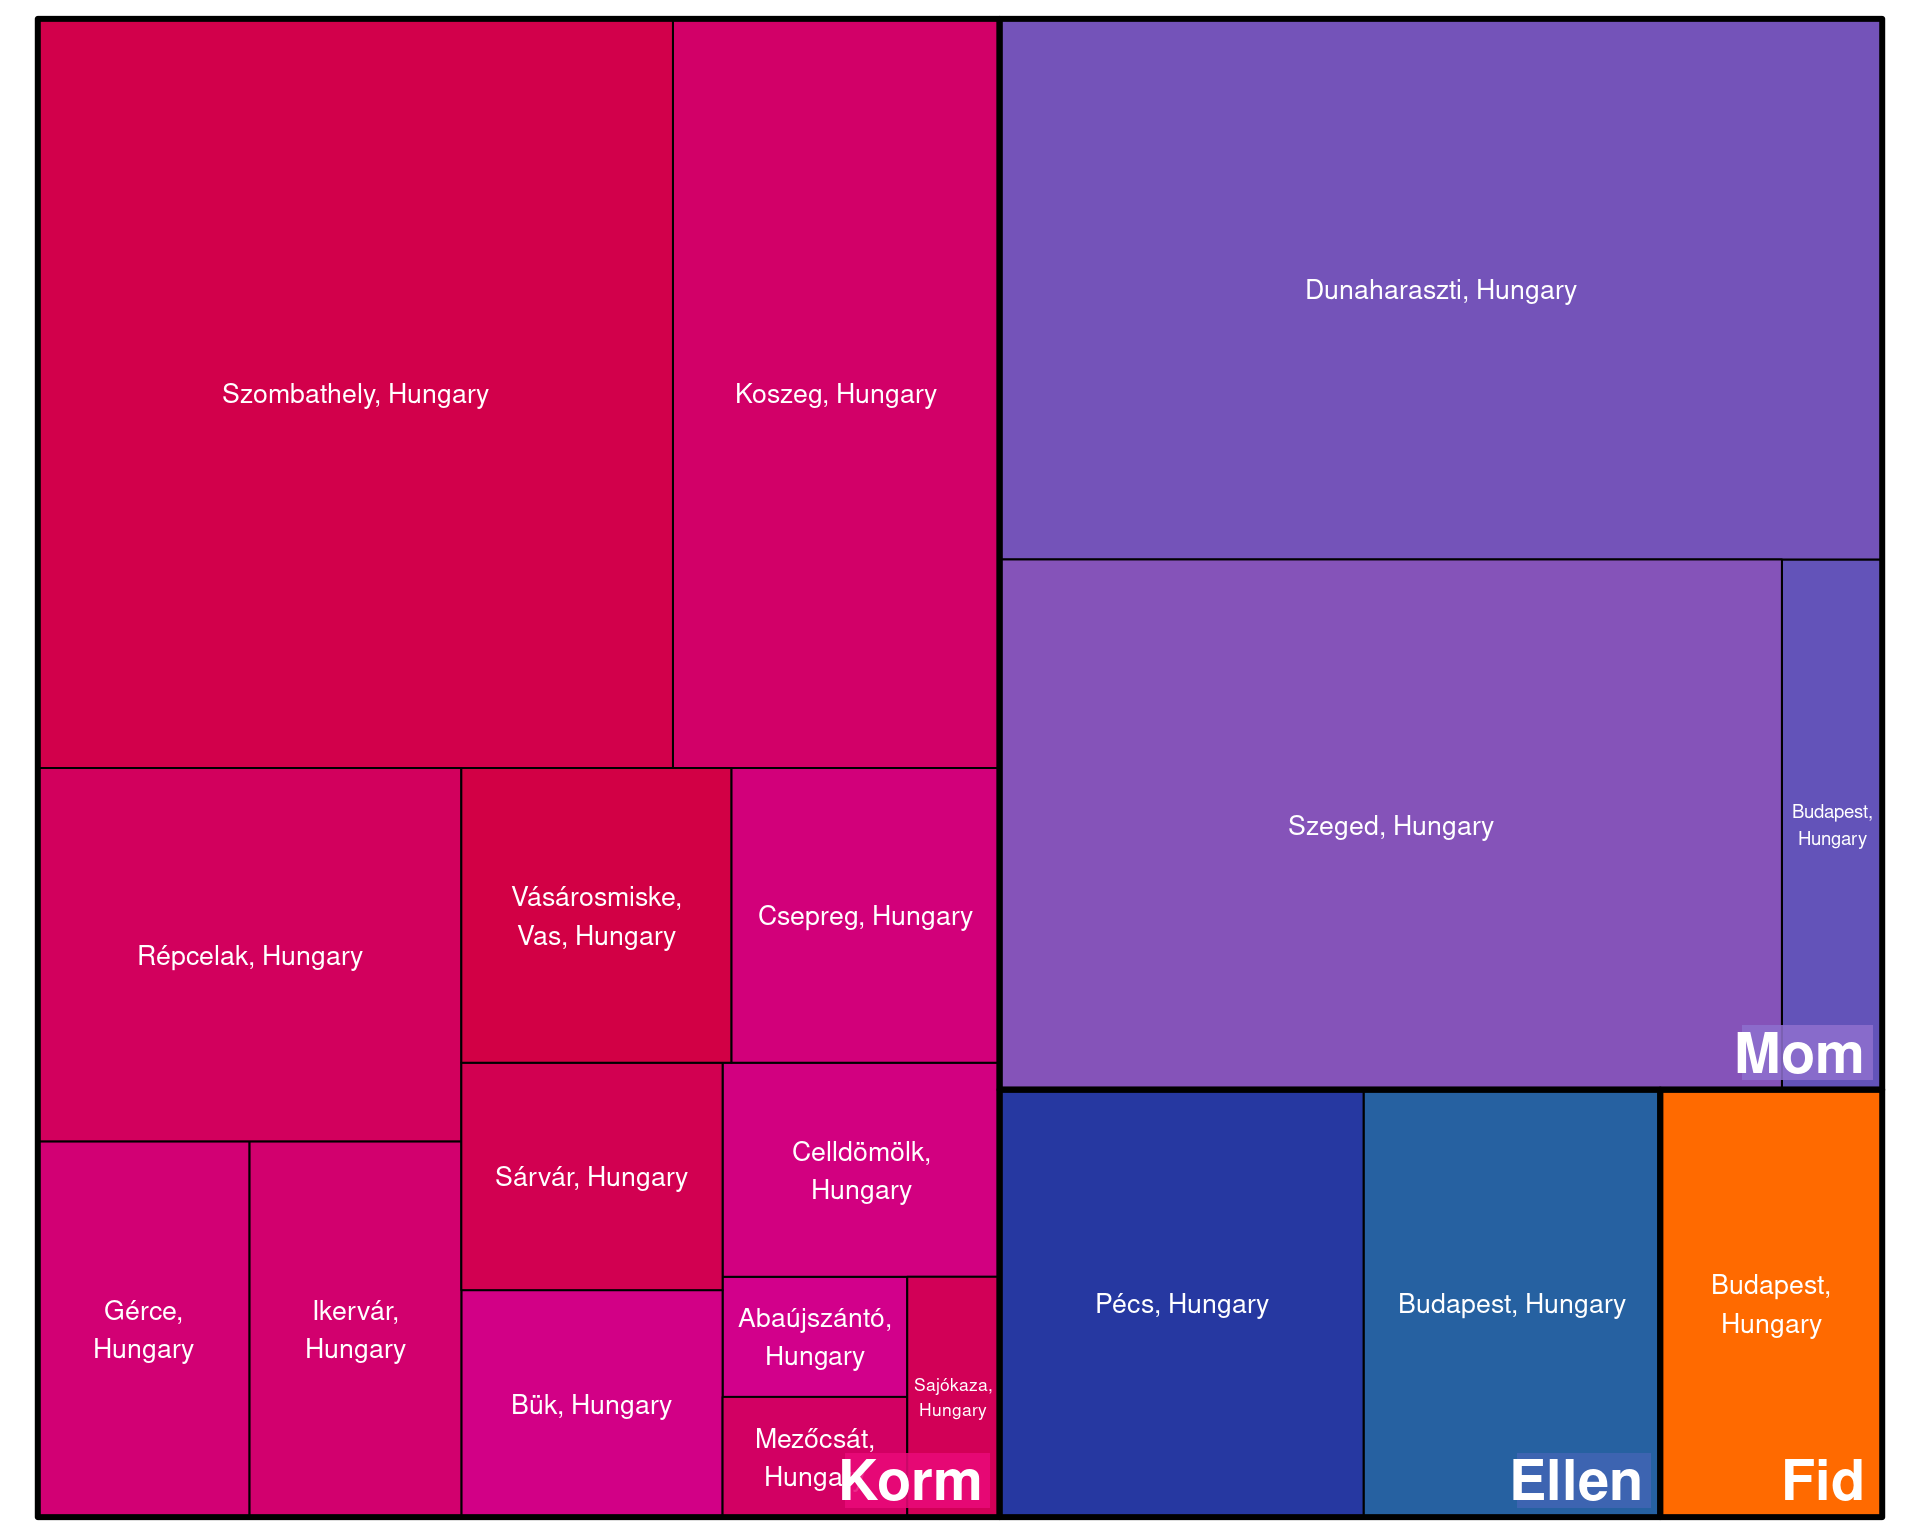 Szombathely, Hungary
Koszeg, Hungary
Répcelak, Hungary
Vásárosmiske,
Vas, Hungary
Csepreg, Hungary
Sárvár, Hungary
Celldömölk,
Hungary
Gérce,
Hungary
Ikervár,
Hungary
Bük, Hungary
Abaújszántó,
Hungary
Mezőcsát,
Hungary
Sajókaza,
Hungary
Korm
Dunaharaszti, Hungary
Szeged, Hungary
Budapest,
Hungary
Mom
Pécs, Hungary
Budapest, Hungary
Ellen
Budapest,
Hungary
Fid